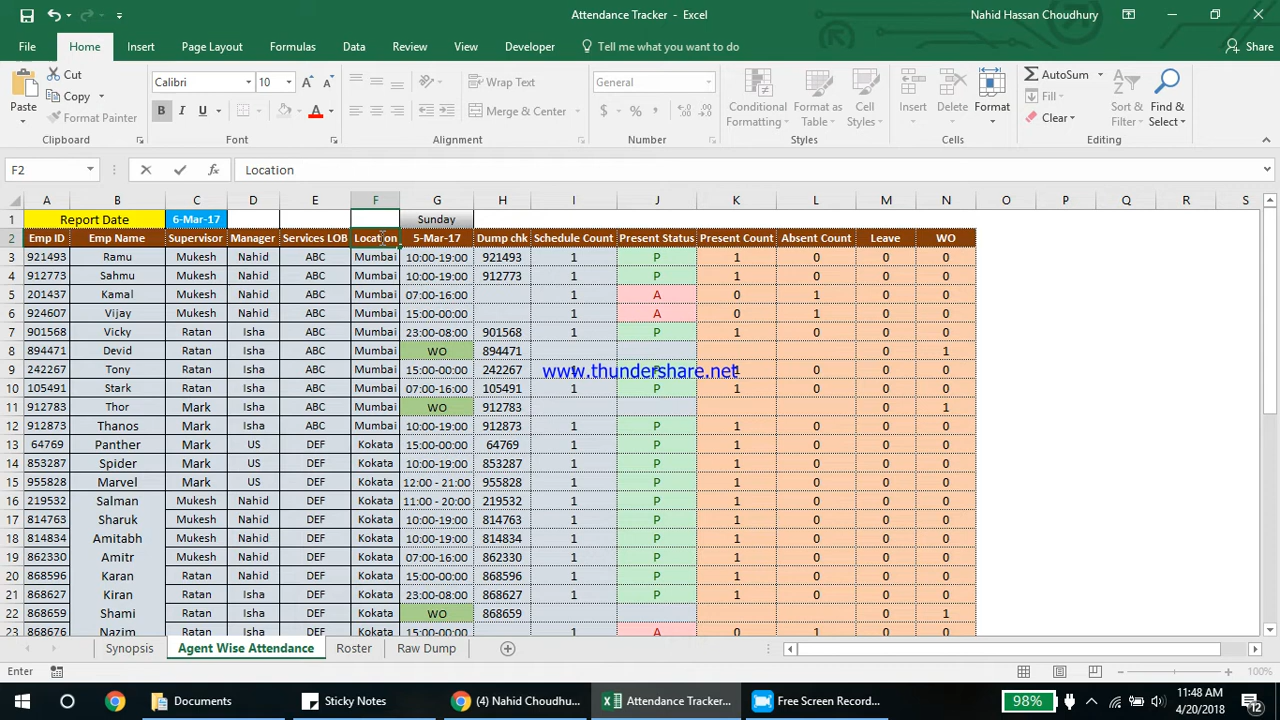 Attendance Tracker - Excel
Nahid Hassan Choudhury
File Home Insert Page Layout Formulas Data Review View Developer Tell me what you want to do Share
Paste Cut Copy Format Painter Clipboard
Calibri 10 B I U Font
Wrap Text Merge & Center Alignment
General $ % , Number
Conditional Formatting Format as Table Cell Styles Styles
Insert Delete Format Cells
AutoSum Fill Clear Sort & Filter Find & Select Editing
F2 fx Location
A B C D E F G H I J K L M N O P Q R S
1 Report Date 6-Mar-17 Sunday
2 Emp ID Emp Name Supervisor Manager Services LOB Location 5-Mar-17 Dump chk Schedule Count Present Status Present Count Absent Count Leave WO
3 921493 Ramu Mukesh Nahid ABC Mumbai 10:00-19:00 921493 1 P 1 0 0 0
4 912773 Sahmu Mukesh Nahid ABC Mumbai 10:00-19:00 912773 1 P 1 0 0 0
5 201437 Kamal Mukesh Nahid ABC Mumbai 07:00-16:00 1 A 0 1 0 0
6 924607 Vijay Mukesh Nahid ABC Mumbai 15:00-00:00 1 A 0 1 0 0
7 901568 Vicky Ratan Isha ABC Mumbai 23:00-08:00 901568 1 P 1 0 0 0
8 894471 Devid Ratan Isha ABC Mumbai WO 894471 0 1
9 242267 Tony Ratan Isha ABC Mumbai 15:00-00:00 242267 1 P 1 0 0 0
www.thundershare.net
10 105491 Stark Ratan Isha ABC Mumbai 07:00-16:00 105491 1 P 1 0 0 0
11 912783 Thor Mark Isha ABC Mumbai WO 912783 0 1
12 912873 Thanos Mark Isha ABC Mumbai 10:00-19:00 912873 1 P 1 0 0 0
13 64769 Panther Mark US DEF Kokata 15:00-00:00 64769 1 P 1 0 0 0
14 853287 Spider Mark US DEF Kokata 10:00-19:00 853287 1 P 1 0 0 0
15 955828 Marvel Mark US DEF Kokata 12:00 - 21:00 955828 1 P 1 0 0 0
16 219532 Salman Mukesh Nahid DEF Kokata 11:00 - 20:00 219532 1 P 1 0 0 0
17 814763 Sharuk Mukesh Nahid DEF Kokata 10:00-19:00 814763 1 P 1 0 0 0
18 814834 Amitabh Mukesh Nahid DEF Kokata 10:00-19:00 814834 1 P 1 0 0 0
19 862330 Amitr Mukesh Nahid DEF Kokata 07:00-16:00 862330 1 P 1 0 0 0
20 868596 Karan Ratan Nahid DEF Kokata 15:00-00:00 868596 1 P 1 0 0 0
21 868627 Kiran Ratan Isha DEF Kokata 23:00-08:00 868627 1 P 1 0 0 0
22 868659 Shami Ratan Isha DEF Kokata WO 868659 0 1
23 868676 Nazim Ratan Isha DEF Kokata 15:00-00:00 1 A 0 1 0 0
Synopsis Agent Wise Attendance Roster Raw Dump
Enter 100%
Documents Sticky Notes (4) Nahid Choudhu... Attendance Tracker... Free Screen Record... 98% 11:48 AM
4/20/2018 12